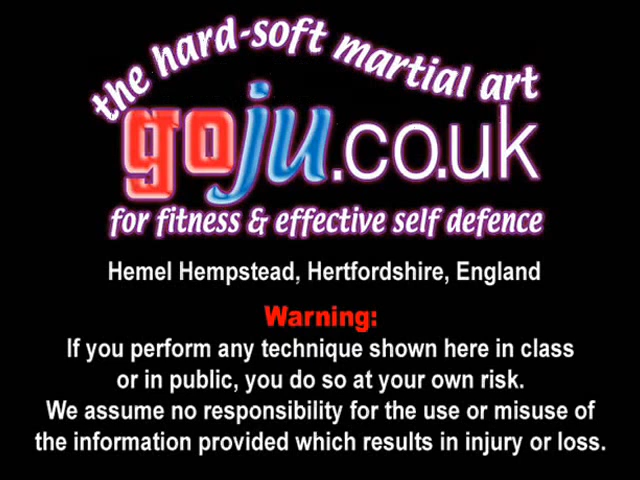 the hard-soft martial art
goju.co.uk
for fitness & effective self defence
Hemel Hempstead, Hertfordshire, England
Warning:
If you perform any technique shown here in class
or in public, you do so at your own risk.
We assume no responsibility for the use or misuse of
the information provided which results in injury or loss.